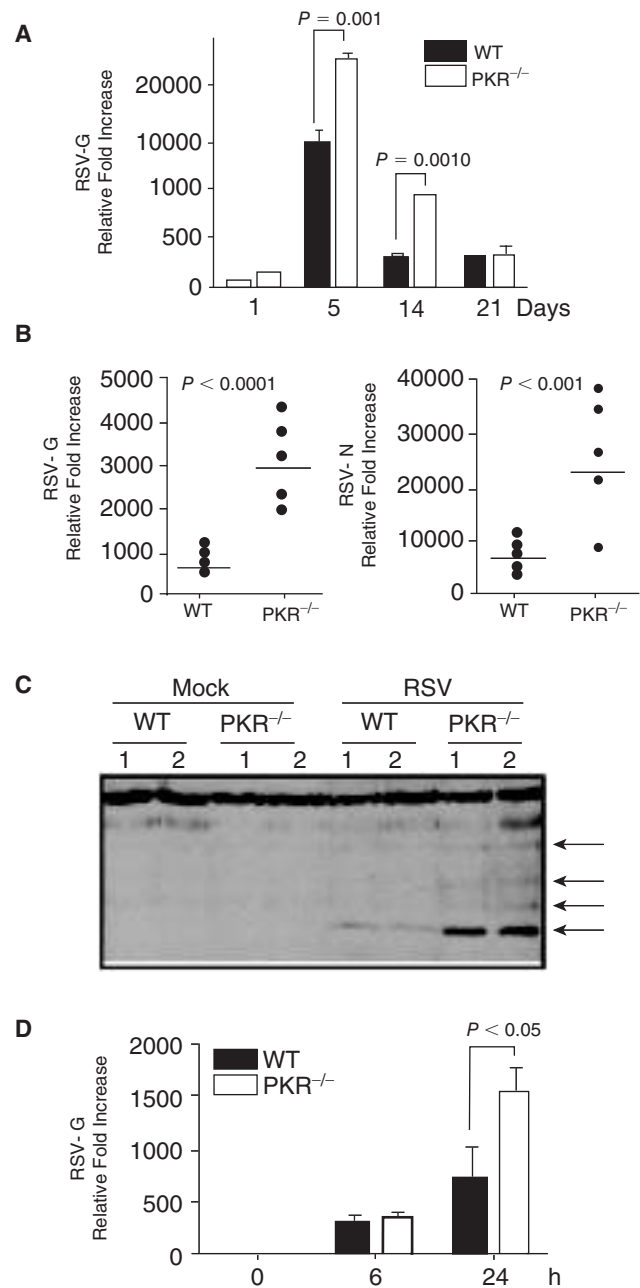 A
P = 0.001
WT
PKR−/−
P = 0.0010
RSV-G
Relative Fold Increase
20000
10000
1000
500
0
1 5 14 21 Days
B
P < 0.0001
RSV- G
Relative Fold Increase
5000
4000
3000
1000
0
WT PKR−/−
P < 0.001
RSV- N
Relative Fold Increase
40000
30000
20000
10000
0
WT PKR−/−
C
Mock RSV
WT PKR−/− WT PKR−/−
1 2 1 2 1 2 1 2
D
P < 0.05
WT
PKR−/−
RSV- G
Relative Fold Increase
2000
1500
1000
500
0
0 6 24 h